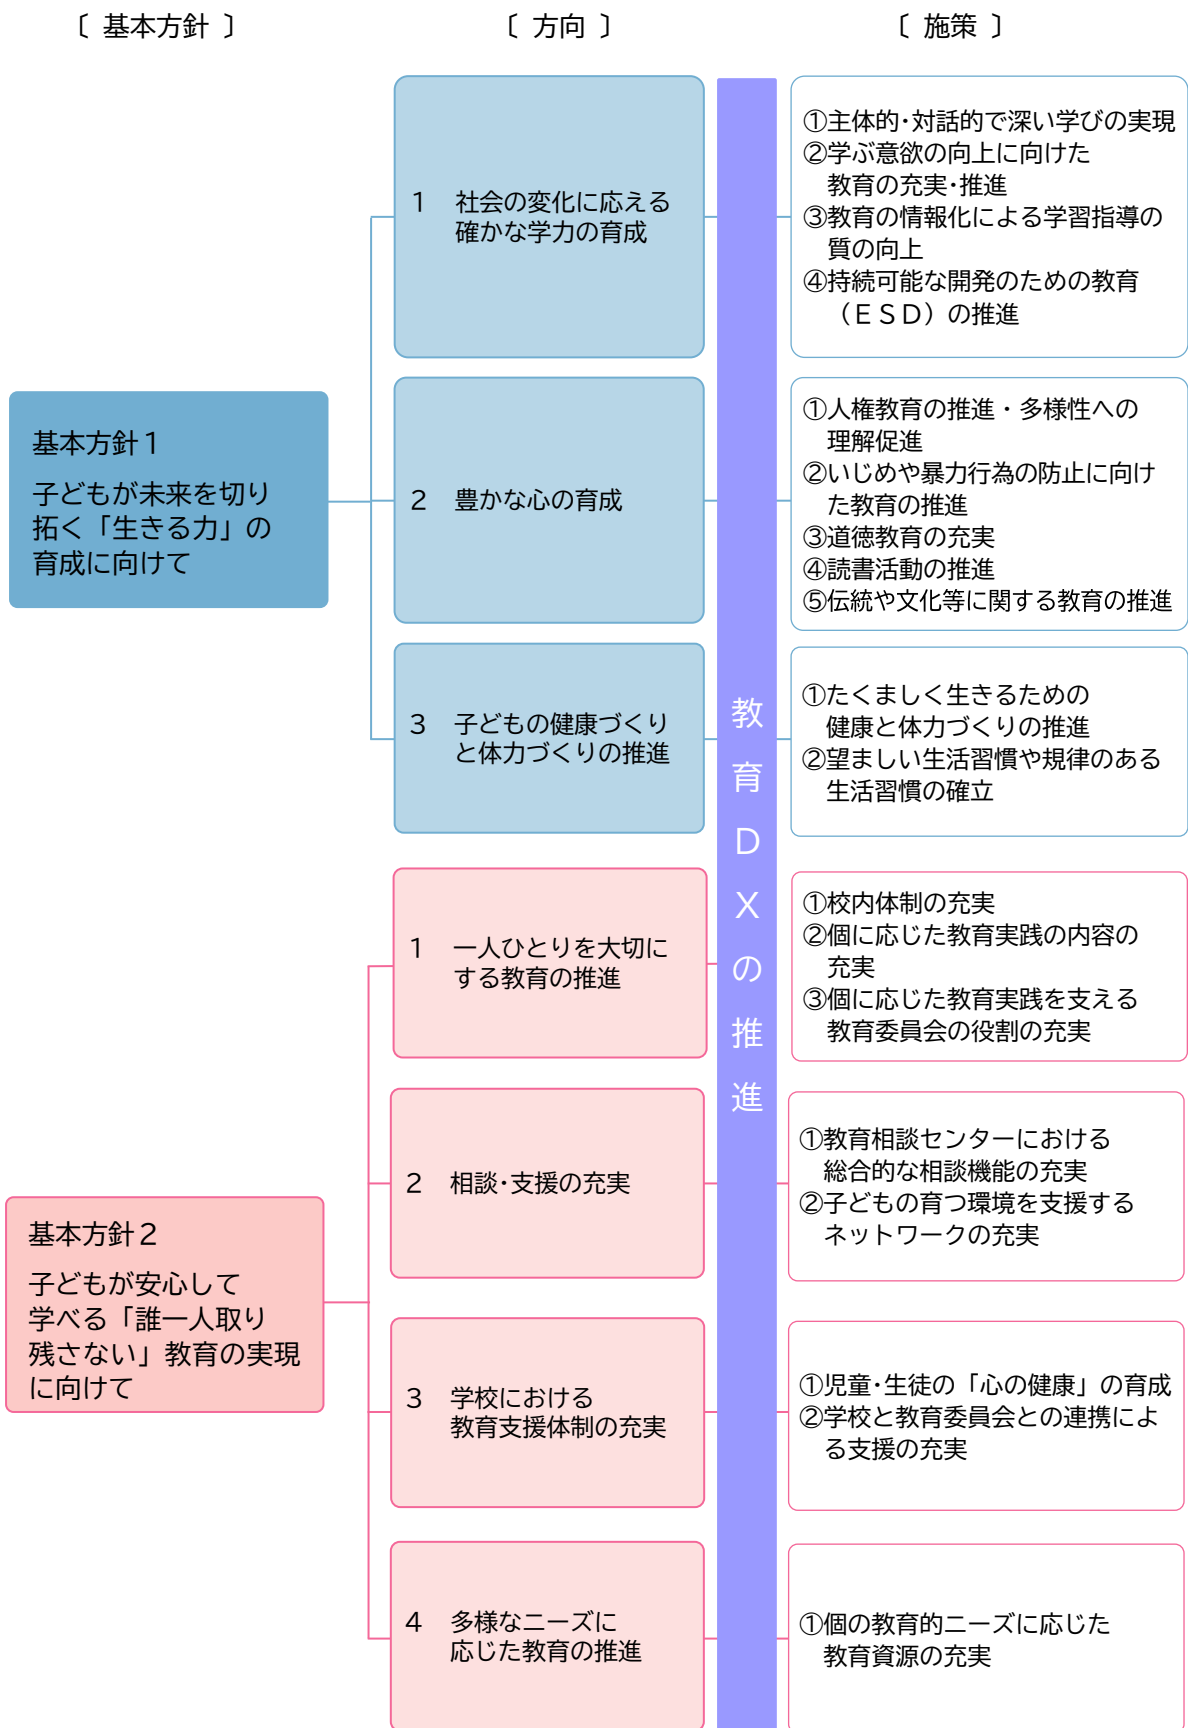 〔 基本方針 〕
〔 方向 〕
〔 施策 〕
基本方針１
子どもが未来を切り
拓く「生きる力」の
育成に向けて
１ 社会の変化に応える
確かな学力の育成
①主体的･対話的で深い学びの実現
②学ぶ意欲の向上に向けた
教育の充実･推進
③教育の情報化による学習指導の
質の向上
④持続可能な開発のための教育
（ＥＳＤ）の推進
２ 豊かな心の育成
①人権教育の推進・多様性への
理解促進
②いじめや暴力行為の防止に向け
た教育の推進
③道徳教育の充実
④読書活動の推進
⑤伝統や文化等に関する教育の推進
３ 子どもの健康づくり
と体力づくりの推進
①たくましく生きるための
健康と体力づくりの推進
②望ましい生活習慣や規律のある
生活習慣の確立
教育ＤＸの推進
基本方針２
子どもが安心して
学べる「誰一人取り
残さない」教育の実現
に向けて
１ 一人ひとりを大切に
する教育の推進
①校内体制の充実
②個に応じた教育実践の内容の
充実
③個に応じた教育実践を支える
教育委員会の役割の充実
２ 相談･支援の充実
①教育相談センターにおける
総合的な相談機能の充実
②子どもの育つ環境を支援する
ネットワークの充実
３ 学校における
教育支援体制の充実
①児童･生徒の「心の健康」の育成
②学校と教育委員会との連携によ
る支援の充実
４ 多様なニーズに
応じた教育の推進
①個の教育的ニーズに応じた
教育資源の充実